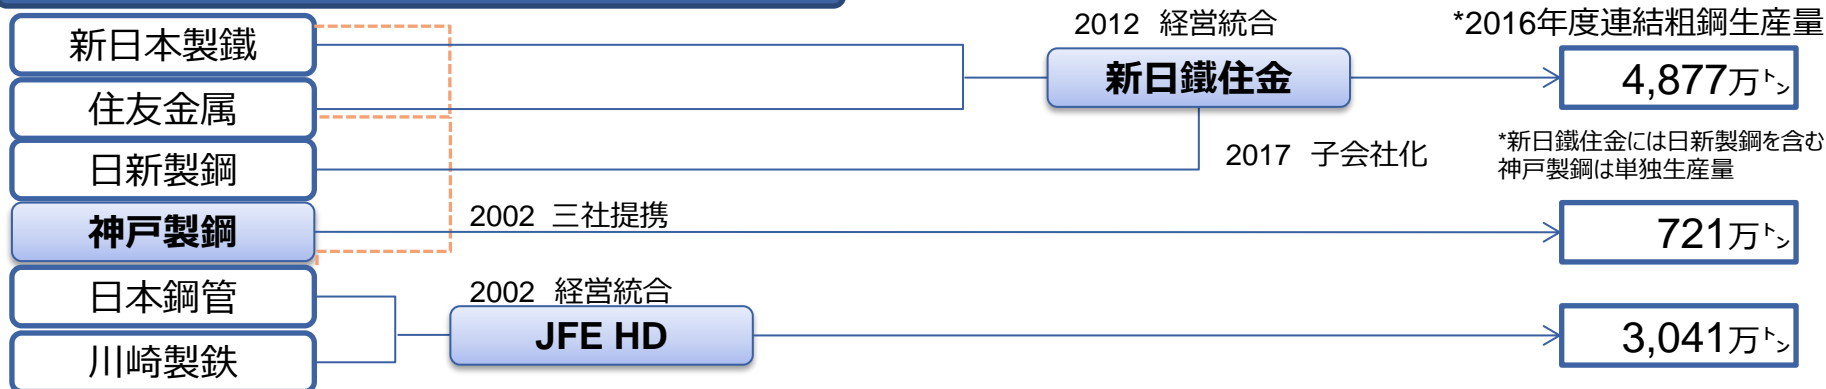 2012 経営統合
*2016年度連結粗鋼生産量
新日本製鐵
新日鐵住金
4,877万㌧
住友金属
*新日鐵住金には日新製鋼を含む
神戸製鋼は単独生産量
2017 子会社化
日新製鋼
2002 三社提携
神戸製鋼
721万㌧
日本鋼管
2002 経営統合
JFE HD
3,041万㌧
川崎製鉄